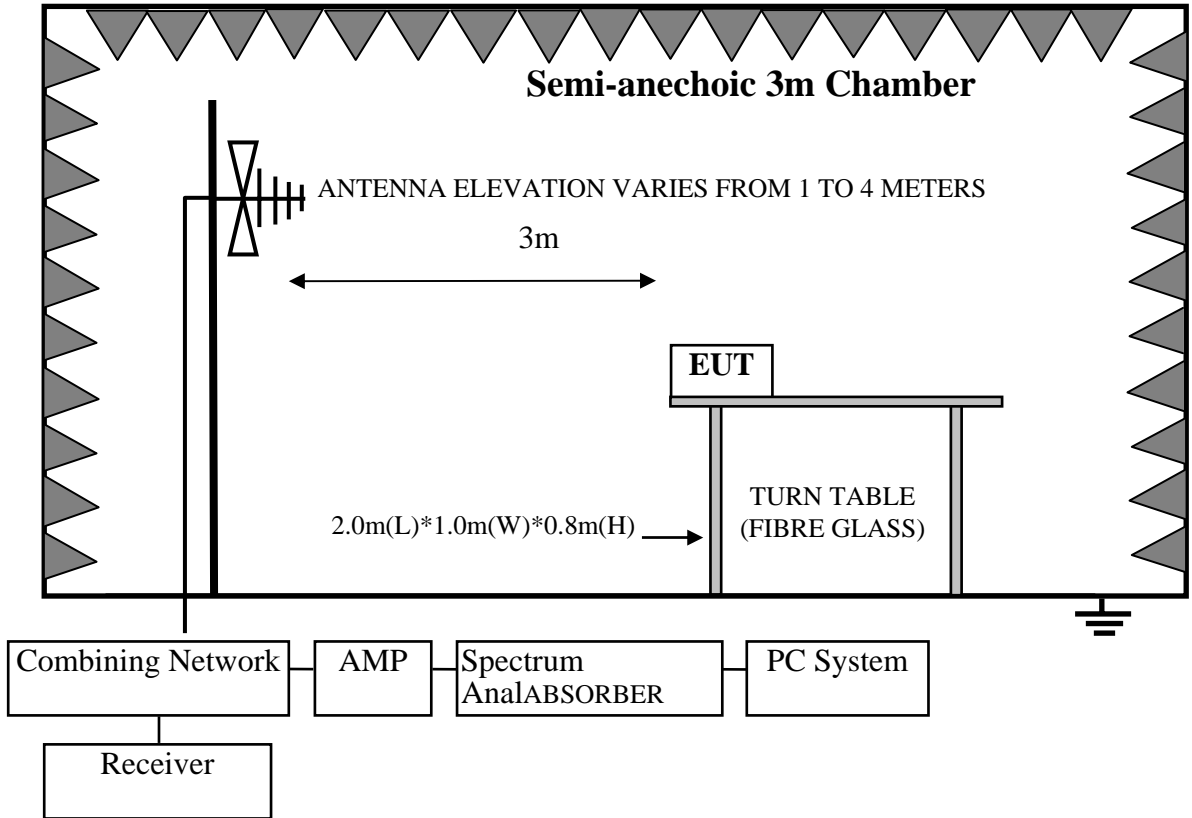 Semi-anechoic 3m Chamber
ANTENNA ELEVATION VARIES FROM 1 TO 4 METERS
3m
EUT
TURN TABLE
(FIBRE GLASS)
2.0m(L)*1.0m(W)*0.8m(H)
Combining Network
AMP
Spectrum
AnalABSORBER
PC System
Receiver